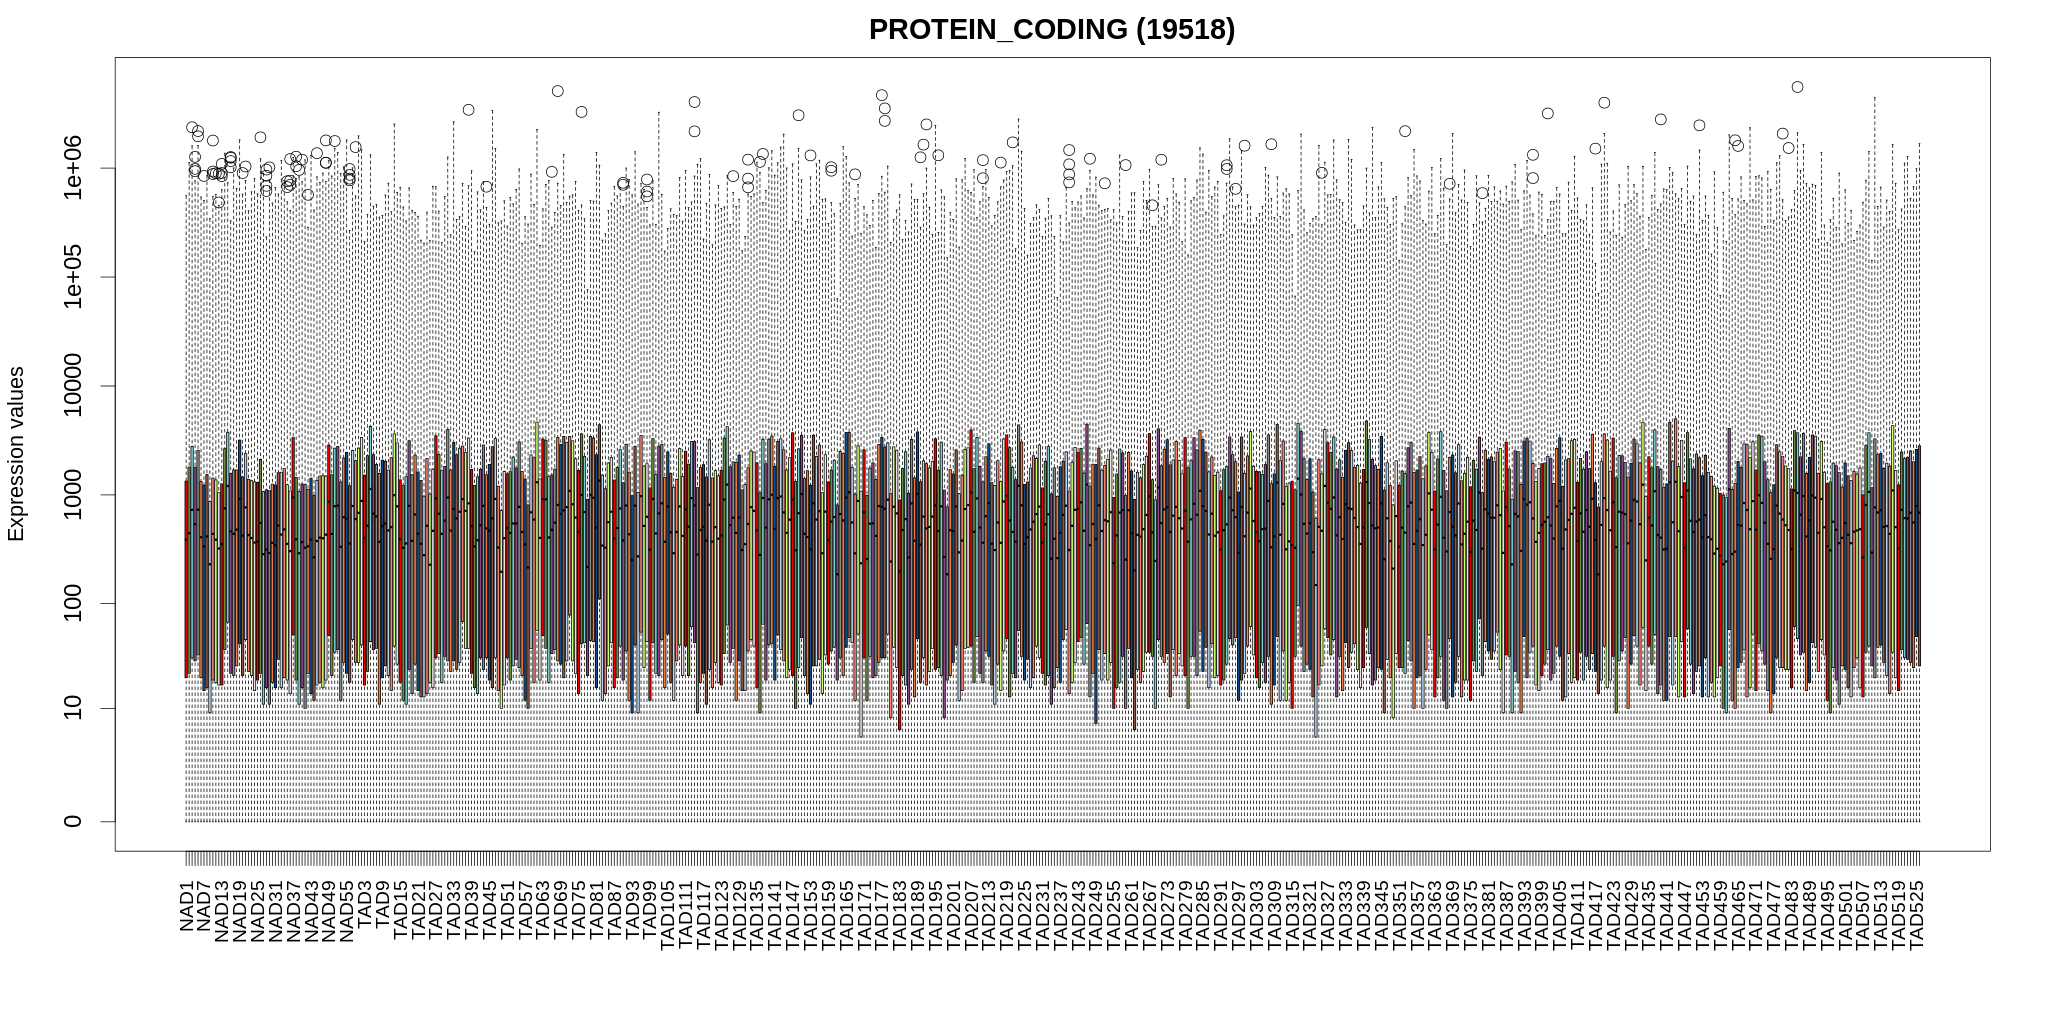 PROTEIN_CODING (19518)
Expression values
1e+06
1e+05
10000
1000
100
10
0
NAD1
NAD7
NAD13
NAD19
NAD25
NAD31
NAD37
NAD43
NAD49
NAD55
TAD3
TAD9
TAD15
TAD21
TAD27
TAD33
TAD39
TAD45
TAD51
TAD57
TAD63
TAD69
TAD75
TAD81
TAD87
TAD93
TAD99
TAD105
TAD111
TAD117
TAD123
TAD129
TAD135
TAD141
TAD147
TAD153
TAD159
TAD165
TAD171
TAD177
TAD183
TAD189
TAD195
TAD201
TAD207
TAD213
TAD219
TAD225
TAD231
TAD237
TAD243
TAD249
TAD255
TAD261
TAD267
TAD273
TAD279
TAD285
TAD291
TAD297
TAD303
TAD309
TAD315
TAD321
TAD327
TAD333
TAD339
TAD345
TAD351
TAD357
TAD363
TAD369
TAD375
TAD381
TAD387
TAD393
TAD399
TAD405
TAD411
TAD417
TAD423
TAD429
TAD435
TAD441
TAD447
TAD453
TAD459
TAD465
TAD471
TAD477
TAD483
TAD489
TAD495
TAD501
TAD507
TAD513
TAD519
TAD525